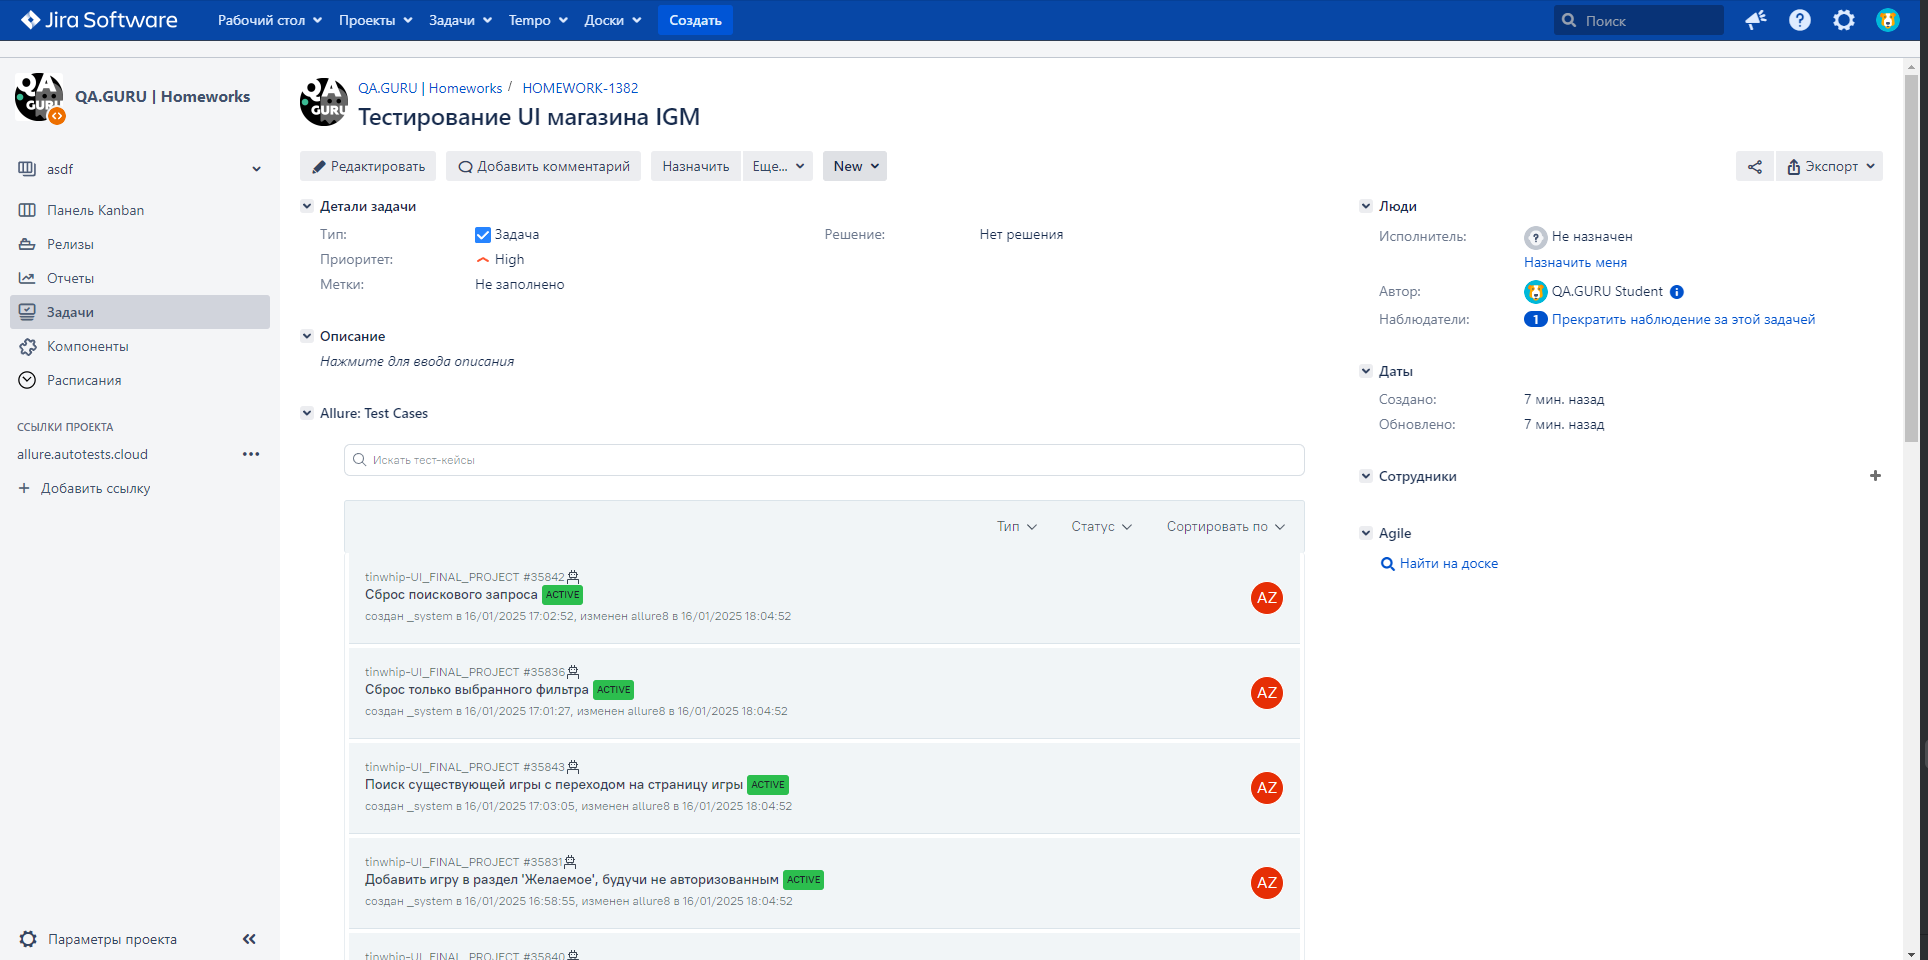 Jira Software
Рабочий стол Проекты Задачи Tempo Доски Создать Поиск
QA GURU
QA.GURU | Homeworks
asdf
Панель Kanban
Релизы
Отчеты
Задачи
Компоненты
Расписания
ССЫЛКИ ПРОЕКТА
allure.autotests.cloud
Добавить ссылку
Параметры проекта
QA GURU
QA.GURU | Homeworks / HOMEWORK-1382
Тестирование UI магазина IGM
Редактировать Добавить комментарий Назначить Еще... New Экспорт
Детали задачи
Тип: Задача Решение: Нет решения
Приоритет: High
Метки: Не заполнено
Описание
Нажмите для ввода описания
Allure: Test Cases
Искать тест-кейсы
Тип Статус Сортировать по
tinwhip-UI_FINAL_PROJECT #35842
Сброс поискового запроса ACTIVE
создан _system в 16/01/2025 17:02:52, изменен allure8 в 16/01/2025 18:04:52
AZ
tinwhip-UI_FINAL_PROJECT #35836
Сброс только выбранного фильтра ACTIVE
создан _system в 16/01/2025 17:01:27, изменен allure8 в 16/01/2025 18:04:52
AZ
tinwhip-UI_FINAL_PROJECT #35843
Поиск существующей игры с переходом на страницу игры ACTIVE
создан _system в 16/01/2025 17:03:05, изменен allure8 в 16/01/2025 18:04:52
AZ
tinwhip-UI_FINAL_PROJECT #35831
Добавить игру в раздел 'Желаемое', будучи не авторизованным ACTIVE
создан _system в 16/01/2025 16:58:55, изменен allure8 в 16/01/2025 18:04:52
AZ
tinwhip-UI_FINAL_PROJECT #35840
Люди
Исполнитель: Не назначен
Назначить меня
Автор: QA.GURU Student
Наблюдатели: 1 Прекратить наблюдение за этой задачей
Даты
Создано: 7 мин. назад
Обновлено: 7 мин. назад
Сотрудники
Agile
Найти на доске